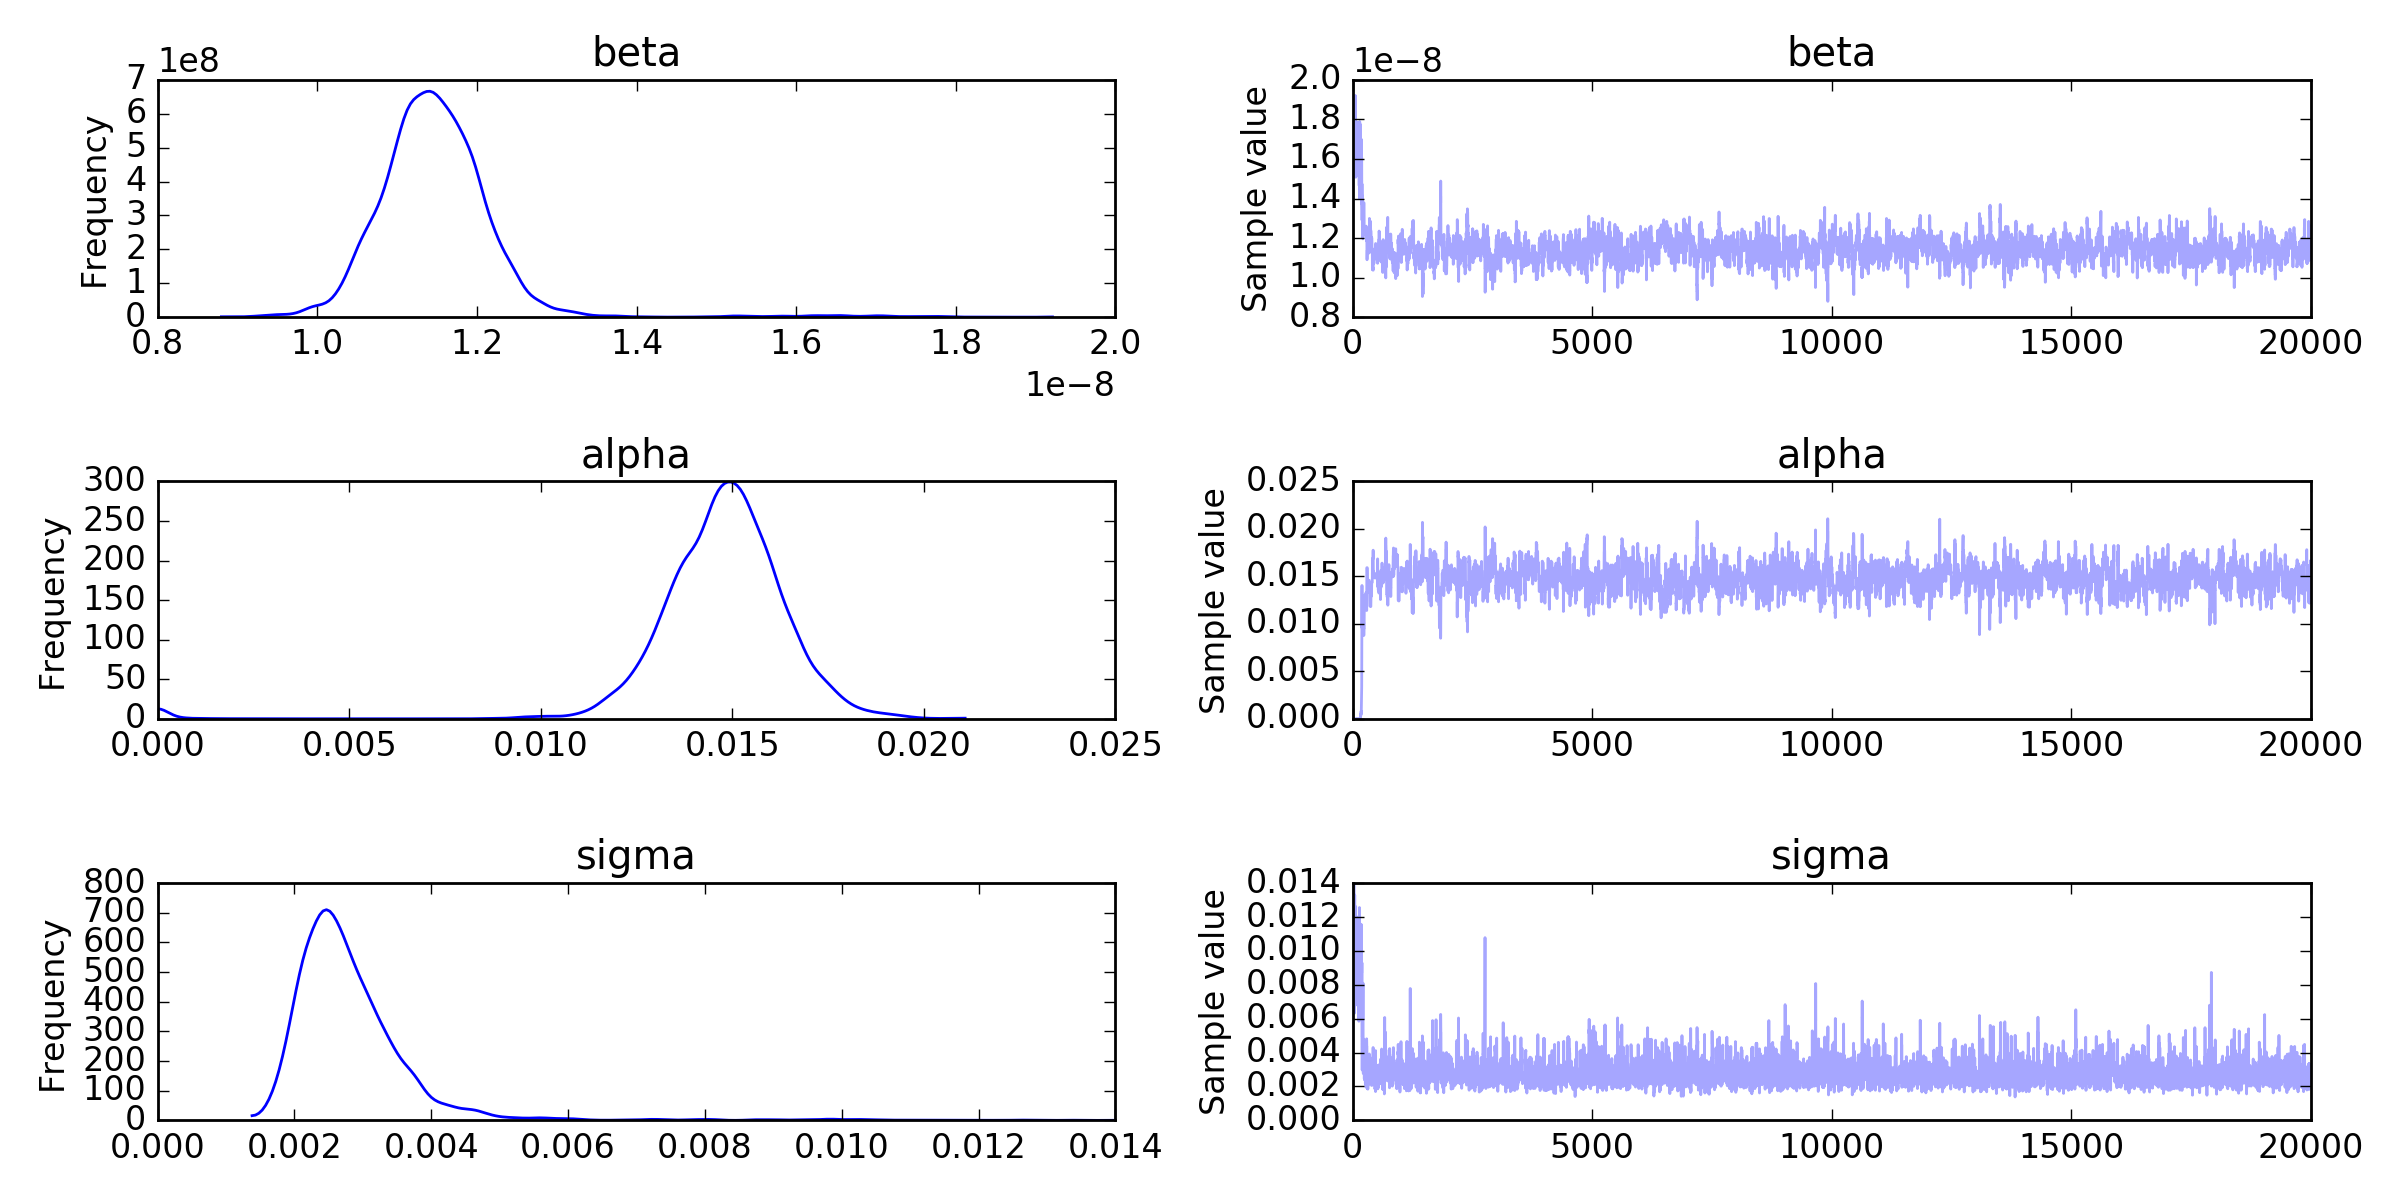 beta
1e8
7
6
5
4
3
2
1
0
Frequency
0.8 1.0 1.2 1.4 1.6 1.8 2.0
1e−8
beta
1e−8
2.0
1.8
1.6
1.4
1.2
1.0
0.8
Sample value
0 5000 10000 15000 20000
alpha
300
250
200
150
100
50
0
Frequency
0.000 0.005 0.010 0.015 0.020 0.025
alpha
0.025
0.020
0.015
0.010
0.005
0.000
Sample value
0 5000 10000 15000 20000
sigma
800
700
600
500
400
300
200
100
0
Frequency
0.000 0.002 0.004 0.006 0.008 0.010 0.012 0.014
sigma
0.014
0.012
0.010
0.008
0.006
0.004
0.002
0.000
Sample value
0 5000 10000 15000 20000